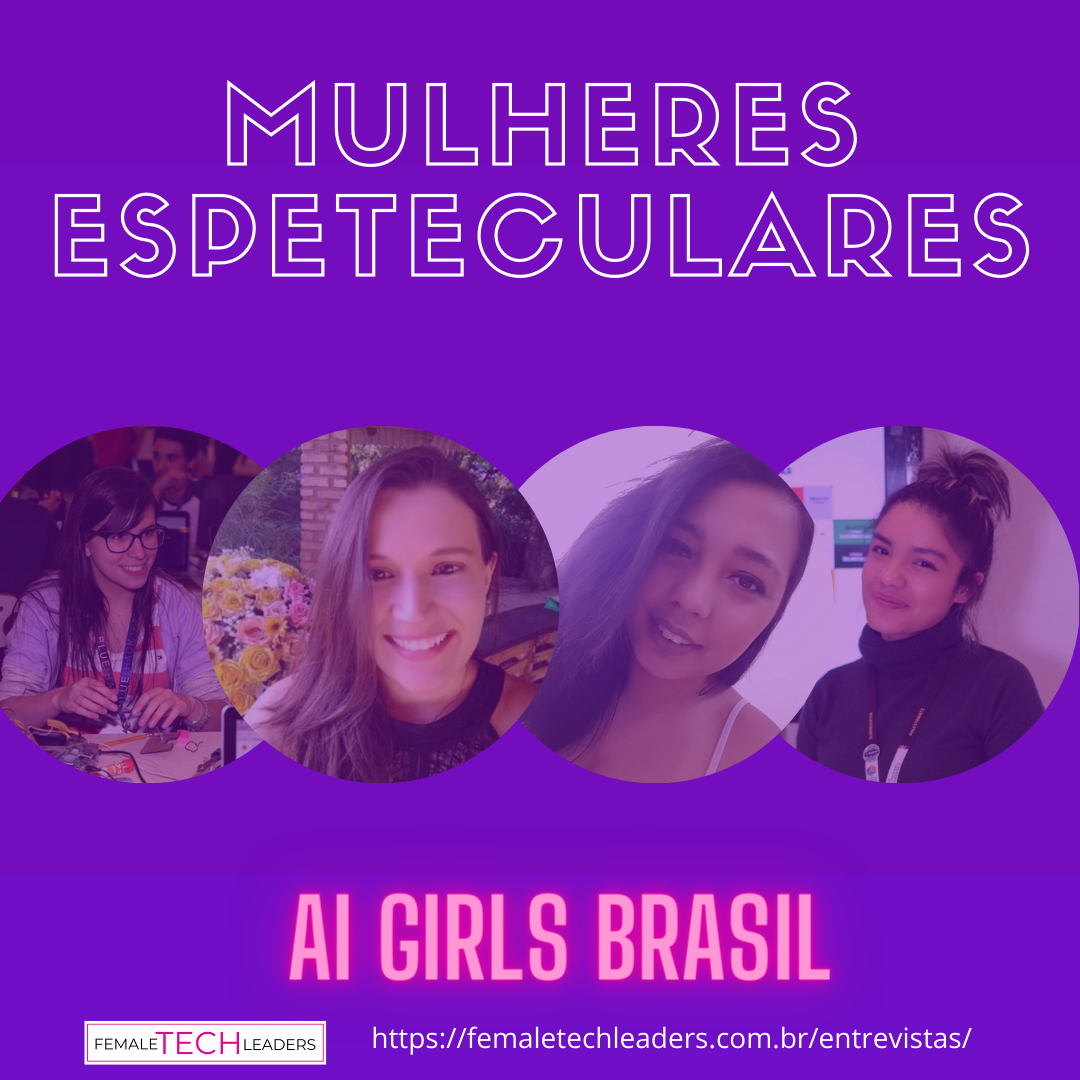 MULHERES
ESPETECULARES
AI GIRLS BRASIL
FEMALE TECH LEADERS
https://femaletechleaders.com.br/entrevistas/